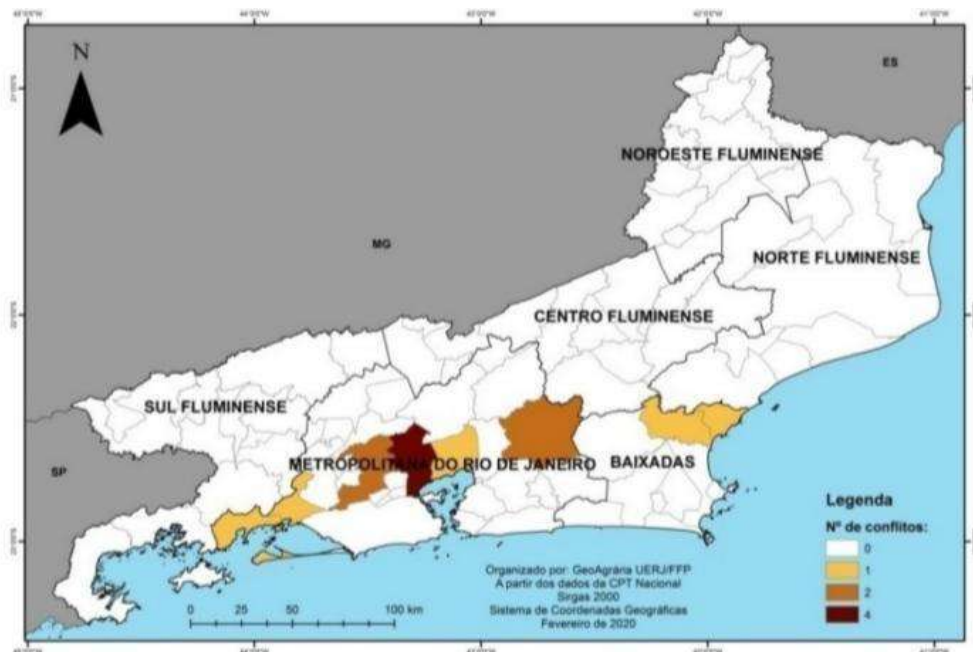 N
ES
NOROESTE FLUMINENSE
MG
NORTE FLUMINENSE
CENTRO FLUMINENSE
SUL FLUMINENSE
METROPOLITANA DO RIO DE JANEIRO
BAIXADAS
SP
Legenda
Nº de conflitos:
0
1
2
4
Organizado por: GeoAgrária UERJ/FFP
A partir dos dados da CPT Nacional
Sirgas 2000
Sistema de Coordenadas Geográficas
Fevereiro de 2020
0 25 50 100 km